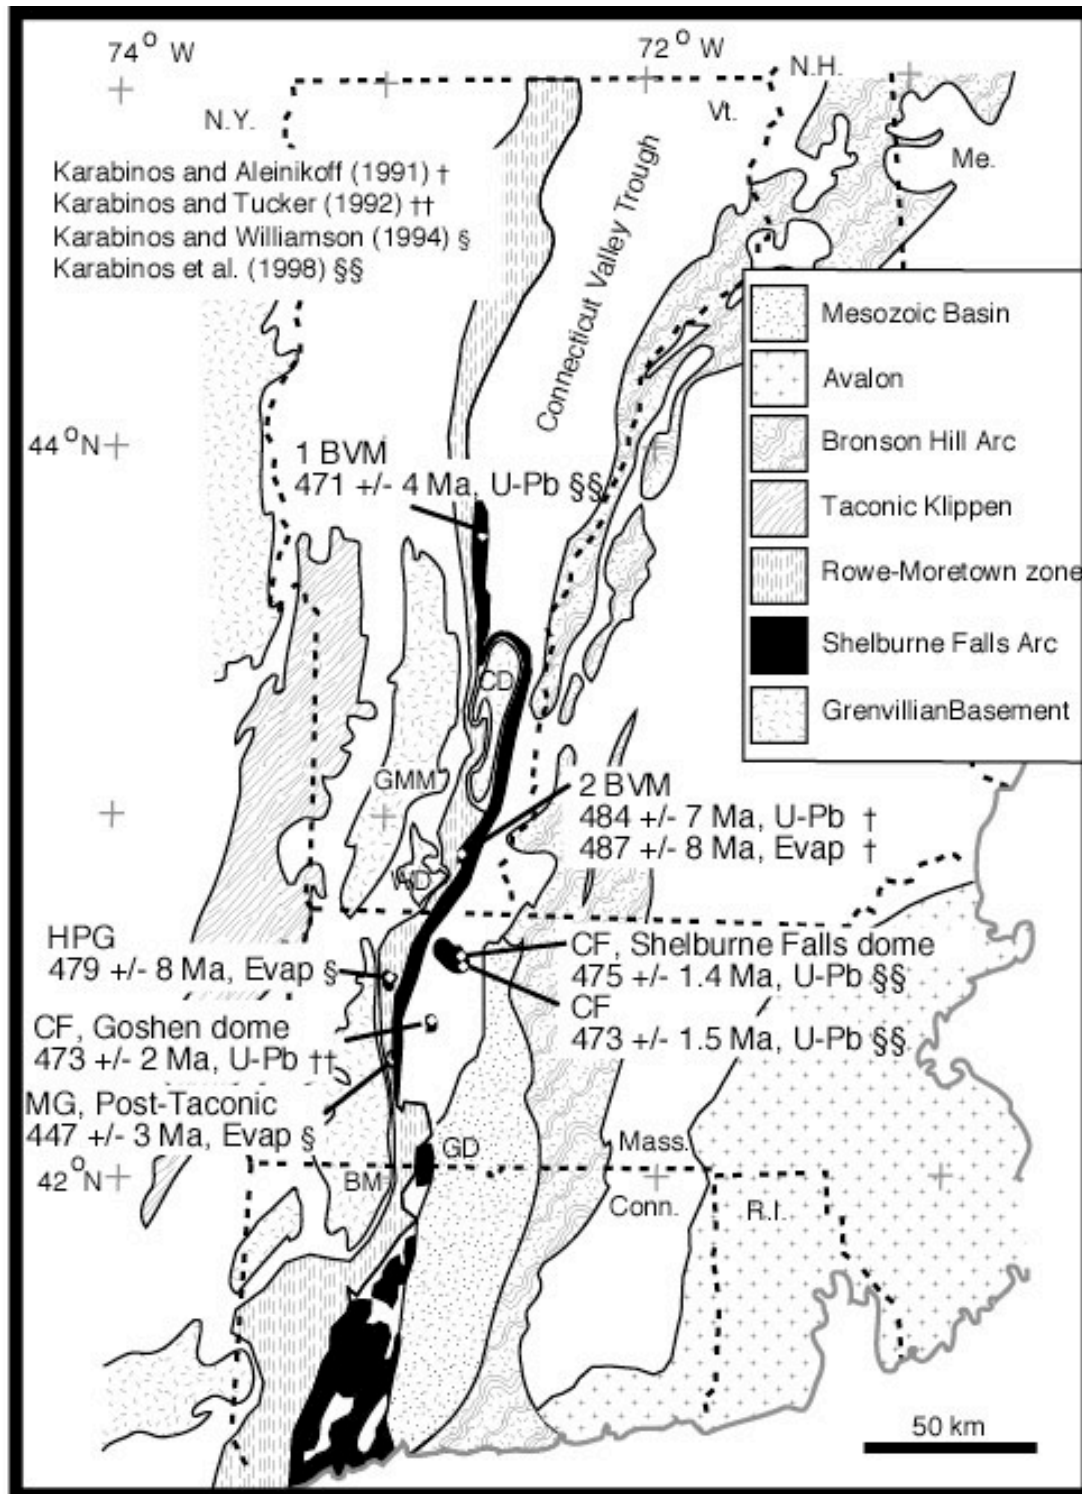 74 o W
72 o W
N.H.
N.Y.
Vt.
Me.
Karabinos and Aleinikoff (1991) †
Karabinos and Tucker (1992) ††
Karabinos and Williamson (1994) §
Karabinos et al. (1998) §§
Connecticut Valley Trough
Mesozoic Basin
Avalon
Bronson Hill Arc
Taconic Klippen
Rowe-Moretown zone
Shelburne Falls Arc
GrenvillianBasement
44 o N
1 BVM
471 +/- 4 Ma, U-Pb §§
CD
GMM
2 BVM
484 +/- 7 Ma, U-Pb †
487 +/- 8 Ma, Evap †
WD
HPG
479 +/- 8 Ma, Evap §
CF, Shelburne Falls dome
475 +/- 1.4 Ma, U-Pb §§
CF
473 +/- 1.5 Ma, U-Pb §§
CF, Goshen dome
473 +/- 2 Ma, U-Pb ††
MG, Post-Taconic
447 +/- 3 Ma, Evap §
GD
Mass.
42 o N
BM
Conn.
R.I.
50 km